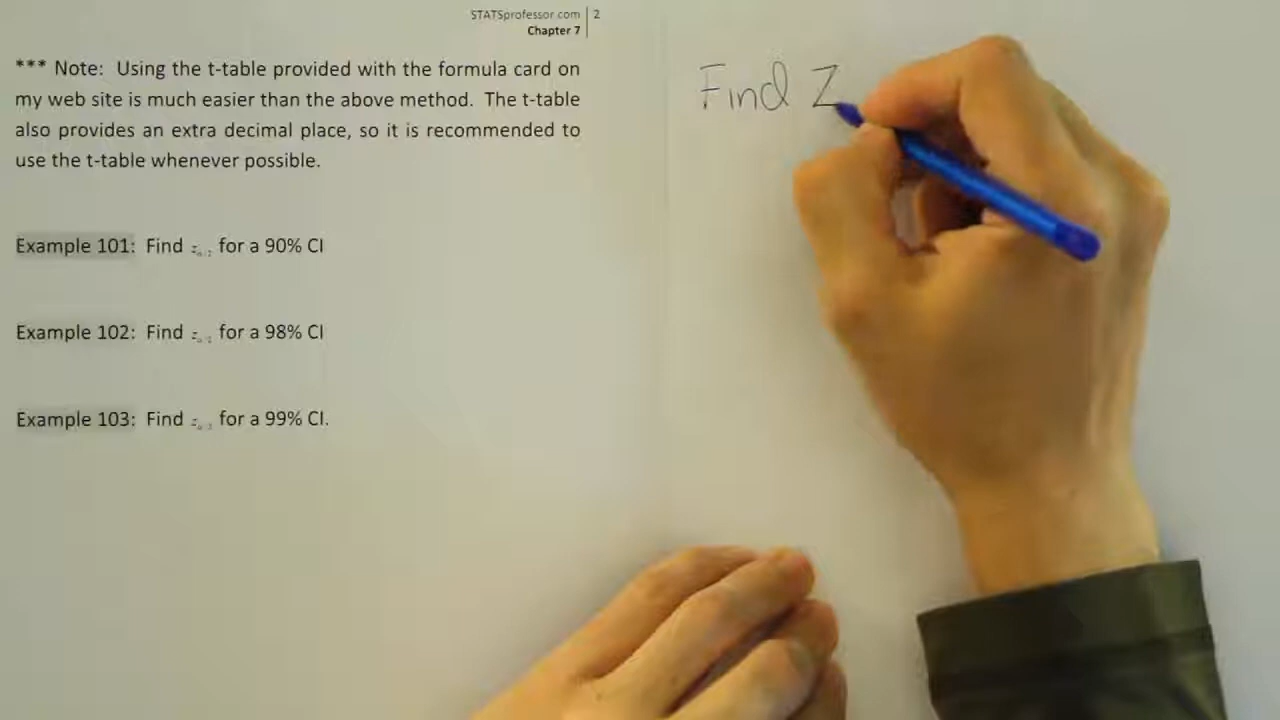 STATSprofessor.com 2
Chapter 7
*** Note: Using the t-table provided with the formula card on
my web site is much easier than the above method. The t-table
also provides an extra decimal place, so it is recommended to
use the t-table whenever possible.
Example 101: Find for a 90% CI
Example 102: Find for a 98% CI
Example 103: Find for a 99% CI.
Find Z